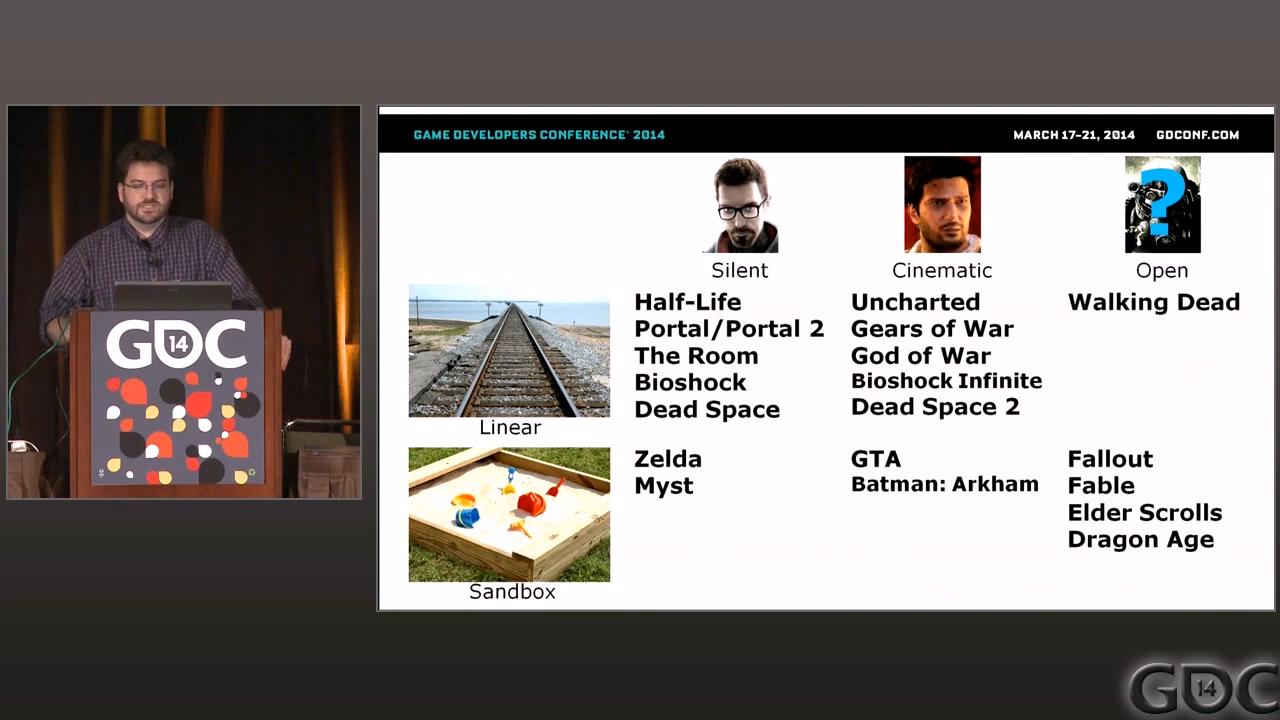 GAME DEVELOPERS CONFERENCE® 2014
MARCH 17–21, 2014 GDCONF.COM
?
Silent
Cinematic
Open
Linear
Half-Life
Portal/Portal 2
The Room
Bioshock
Dead Space
Uncharted
Gears of War
God of War
Bioshock Infinite
Dead Space 2
Walking Dead
Sandbox
Zelda
Myst
GTA
Batman: Arkham
Fallout
Fable
Elder Scrolls
Dragon Age
GDC
14
GDC
14